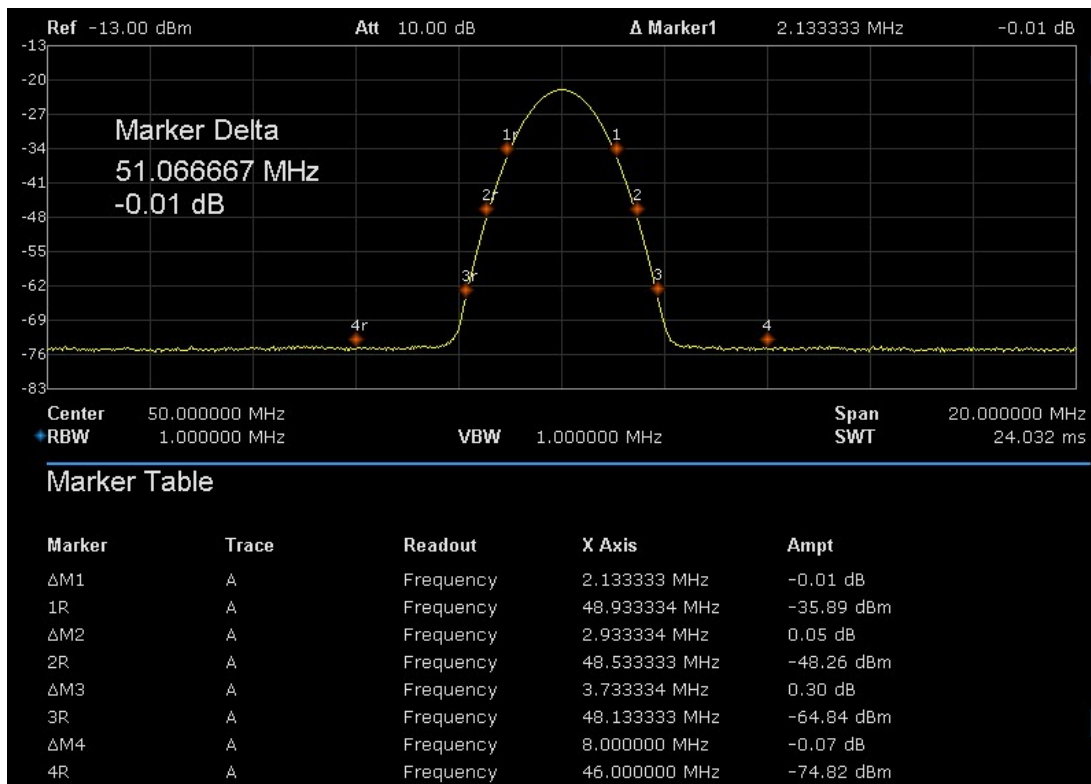 Ref -13.00 dBm Att 10.00 dB Δ Marker1 2.133333 MHz -0.01 dB
-13
-20
-27
Marker Delta
1r 1
-34
51.066667 MHz
-41
2r 2
-0.01 dB
-48
-55
3r 3
-62
-69
4r 4
-76
-83
Center 50.000000 MHz Span 20.000000 MHz
RBW 1.000000 MHz VBW 1.000000 MHz SWT 24.032 ms
Marker Table
Marker Trace Readout X Axis Ampt
ΔM1 A Frequency 2.133333 MHz -0.01 dB
1R A Frequency 48.933334 MHz -35.89 dBm
ΔM2 A Frequency 2.933334 MHz 0.05 dB
2R A Frequency 48.533333 MHz -48.26 dBm
ΔM3 A Frequency 3.733334 MHz 0.30 dB
3R A Frequency 48.133333 MHz -64.84 dBm
ΔM4 A Frequency 8.000000 MHz -0.07 dB
4R A Frequency 46.000000 MHz -74.82 dBm